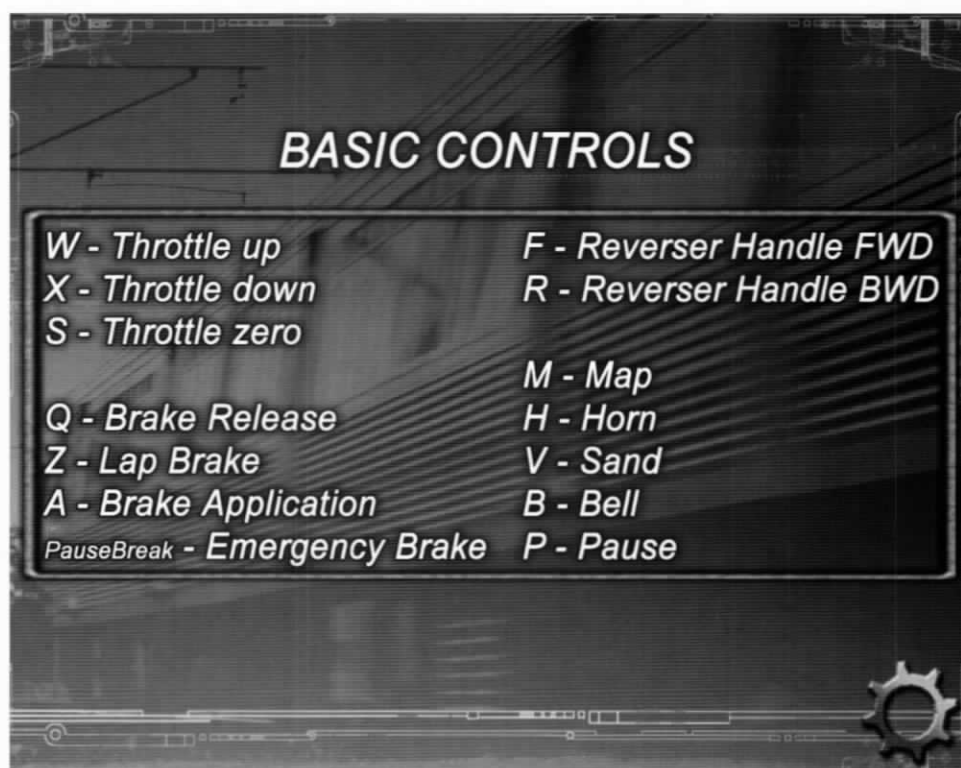 BASIC CONTROLS
W - Throttle up
X - Throttle down
S - Throttle zero
Q - Brake Release
Z - Lap Brake
A - Brake Application
PauseBreak - Emergency Brake
F - Reverser Handle FWD
R - Reverser Handle BWD
M - Map
H - Horn
V - Sand
B - Bell
P - Pause